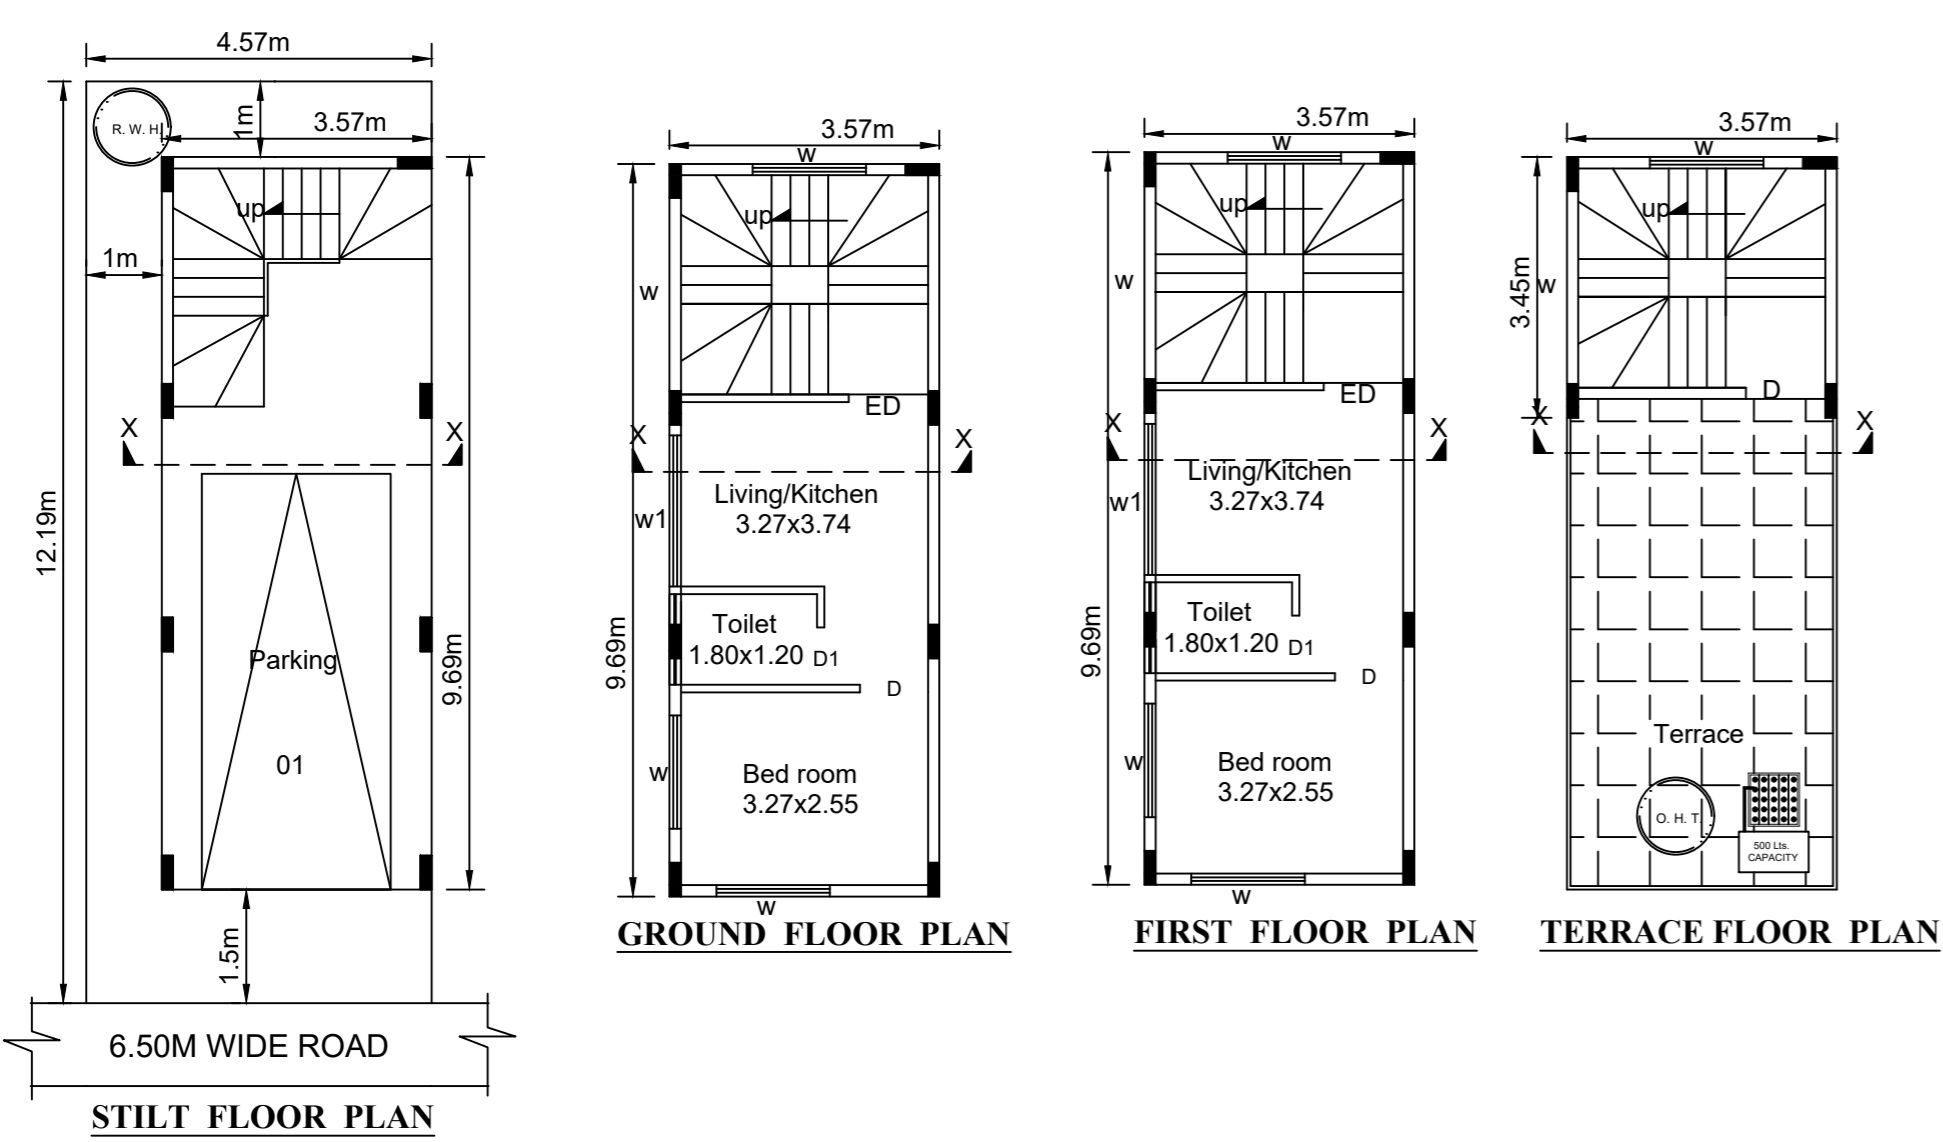 4.57m
R. W. H.
1m
3.57m
up
1m
X
X
12.19m
Parking
9.69m
01
1.5m
6.50M WIDE ROAD
STILT FLOOR PLAN
3.57m
w
up
w
ED
X
X
Living/Kitchen
3.27x3.74
w1
9.69m
Toilet
1.80x1.20
D1
D
w
Bed room
3.27x2.55
w
GROUND FLOOR PLAN
3.57m
w
up
w
ED
X
X
Living/Kitchen
3.27x3.74
w1
9.69m
Toilet
1.80x1.20
D1
D
w
Bed room
3.27x2.55
w
FIRST FLOOR PLAN
3.57m
w
up
3.45m
w
D
X
X
Terrace
O. H. T.
500 Lts.
CAPACITY
TERRACE FLOOR PLAN